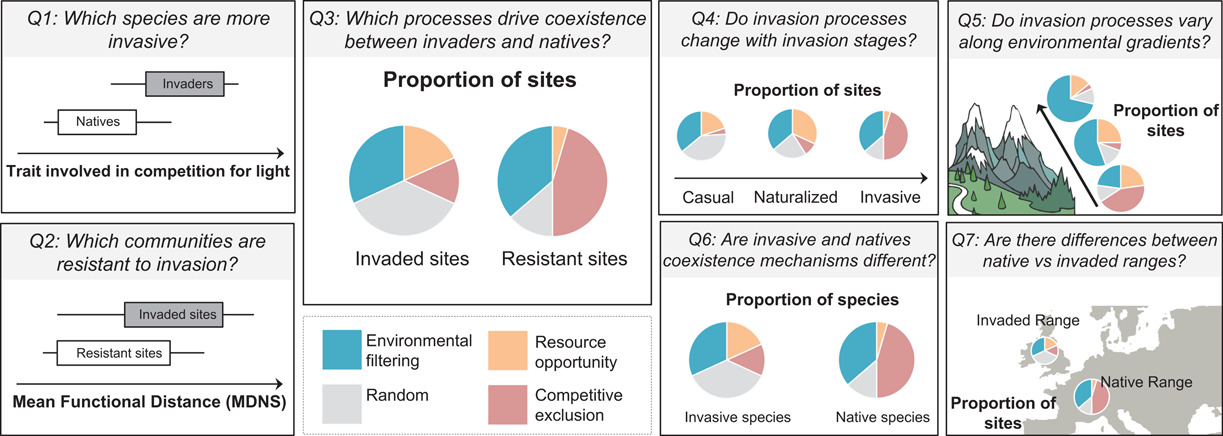 Q1: Which species are more
invasive?
Invaders
Natives
Trait involved in competition for light
Q2: Which communities are
resistant to invasion?
Invaded sites
Resistant sites
Mean Functional Distance (MDNS)
Q3: Which processes drive coexistence
between invaders and natives?
Proportion of sites
Invaded sites
Resistant sites
Environmental
filtering
Resource
opportunity
Random
Competitive
exclusion
Q4: Do invasion processes
change with invasion stages?
Proportion of sites
Casual
Naturalized
Invasive
Q5: Do invasion processes vary
along environmental gradients?
Proportion of
sites
Q6: Are invasive and natives
coexistence mechanisms different?
Proportion of species
Invasive species
Native species
Q7: Are there differences between
native vs invaded ranges?
Invaded Range
Native Range
Proportion of
sites